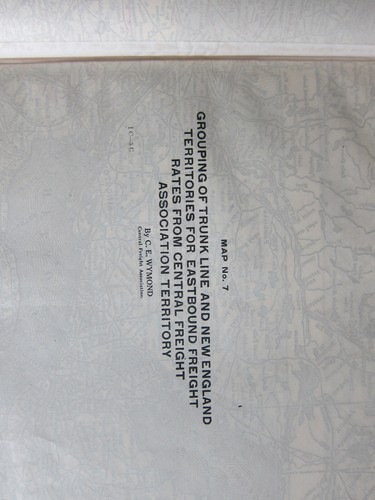 MAP No. 7
GROUPING OF TRUNK LINE AND NEW ENGLAND
TERRITORIES FOR EASTBOUND FREIGHT
RATES FROM CENTRAL FREIGHT
ASSOCIATION TERRITORY
By C. E. WYMOND
Central Freight Association.